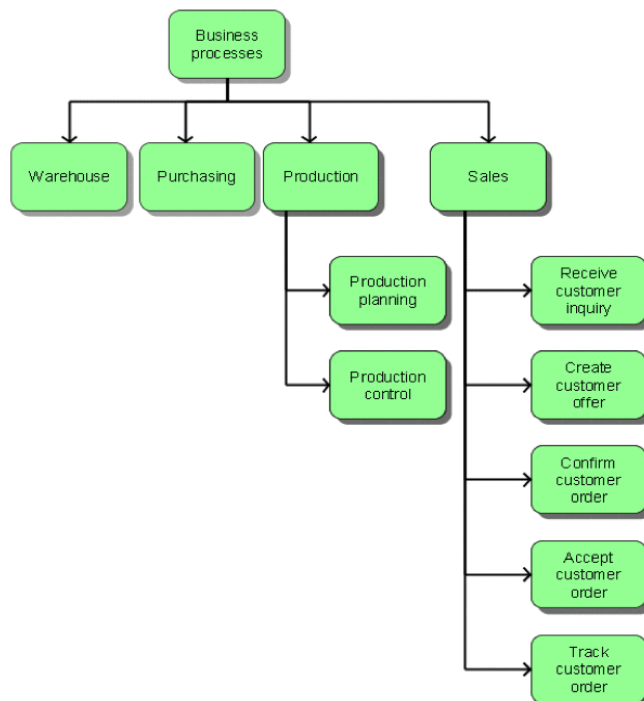 Business
processes
Warehouse
Purchasing
Production
Sales
Production
planning
Production
control
Receive
customer
inquiry
Create
customer
offer
Confirm
customer
order
Accept
customer
order
Track
customer
order